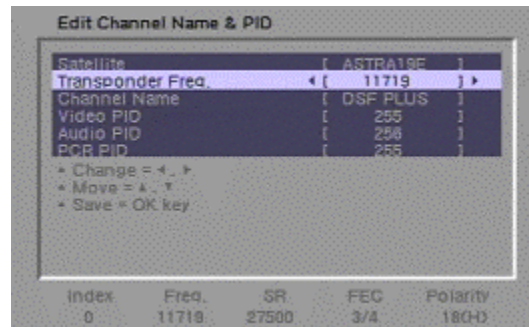 Edit Channel Name & PID
Satellite [ ASTRA19E ]
Transponder Freq. ◂ [ 11719 ] ▸
Channel Name [ DSF PLUS ]
Video PID [ 255 ]
Audio PID [ 256 ]
PCR PID [ 255 ]
* Change = ◂ , ▸
* Move = ▴ , ▾
* Save = OK key
Index Freq. SR FEC Polarity
0 11719 27500 3/4 18(H)